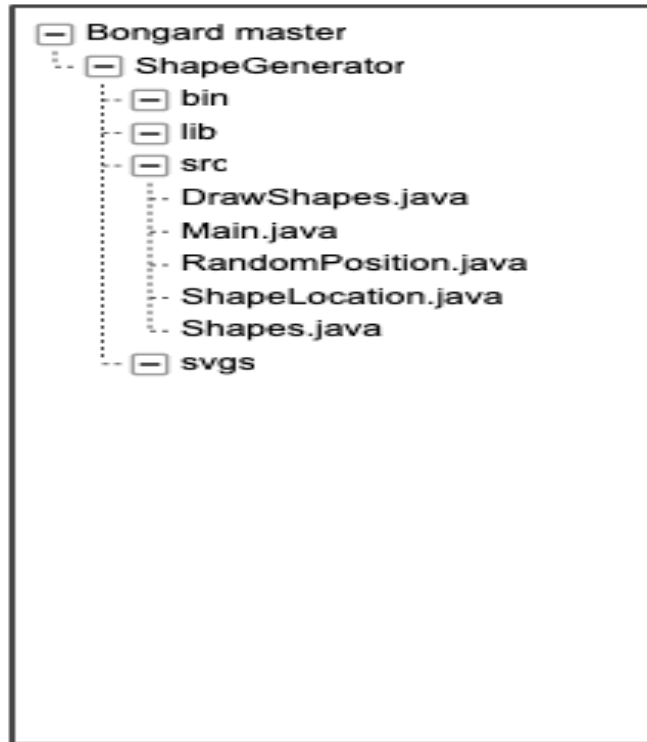 Bongard master
ShapeGenerator
bin
lib
src
DrawShapes.java
Main.java
RandomPosition.java
ShapeLocation.java
Shapes.java
svgs